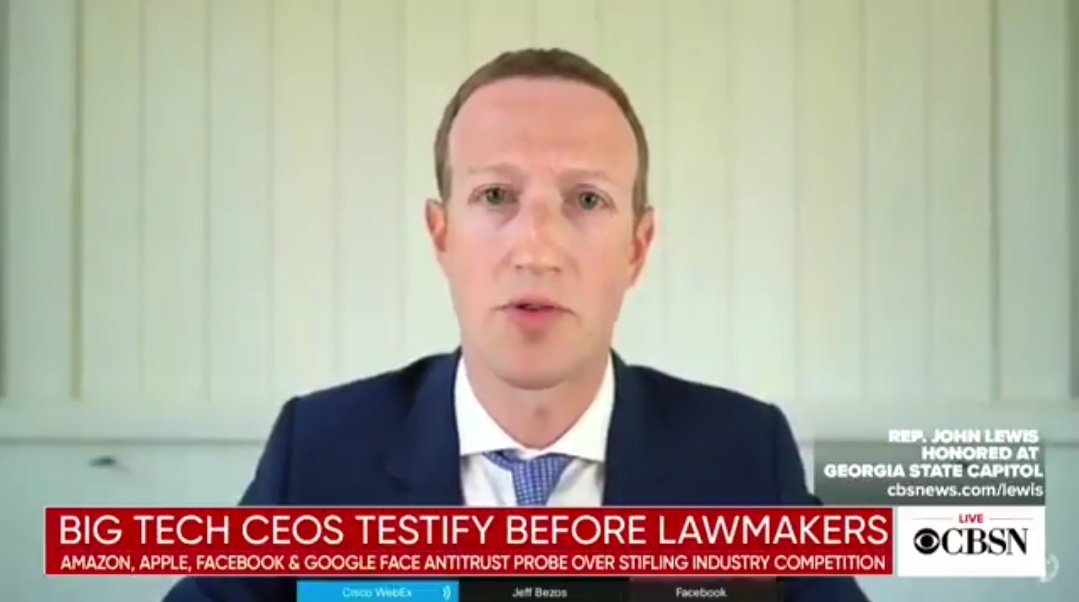 REP. JOHN LEWIS
HONORED AT
GEORGIA STATE CAPITOL
cbsnews.com/lewis
BIG TECH CEOS TESTIFY BEFORE LAWMAKERS
AMAZON, APPLE, FACEBOOK & GOOGLE FACE ANTITRUST PROBE OVER STIFLING INDUSTRY COMPETITION
LIVE
CBSN
Cisco WebEx
Jeff Bezos
Facebook